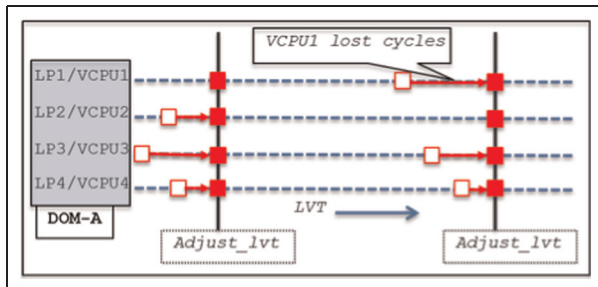 VCPU1 lost cycles
LP1/VCPU1
LP2/VCPU2
LP3/VCPU3
LP4/VCPU4
LVT
DOM-A
Adjust_lvt
Adjust_lvt